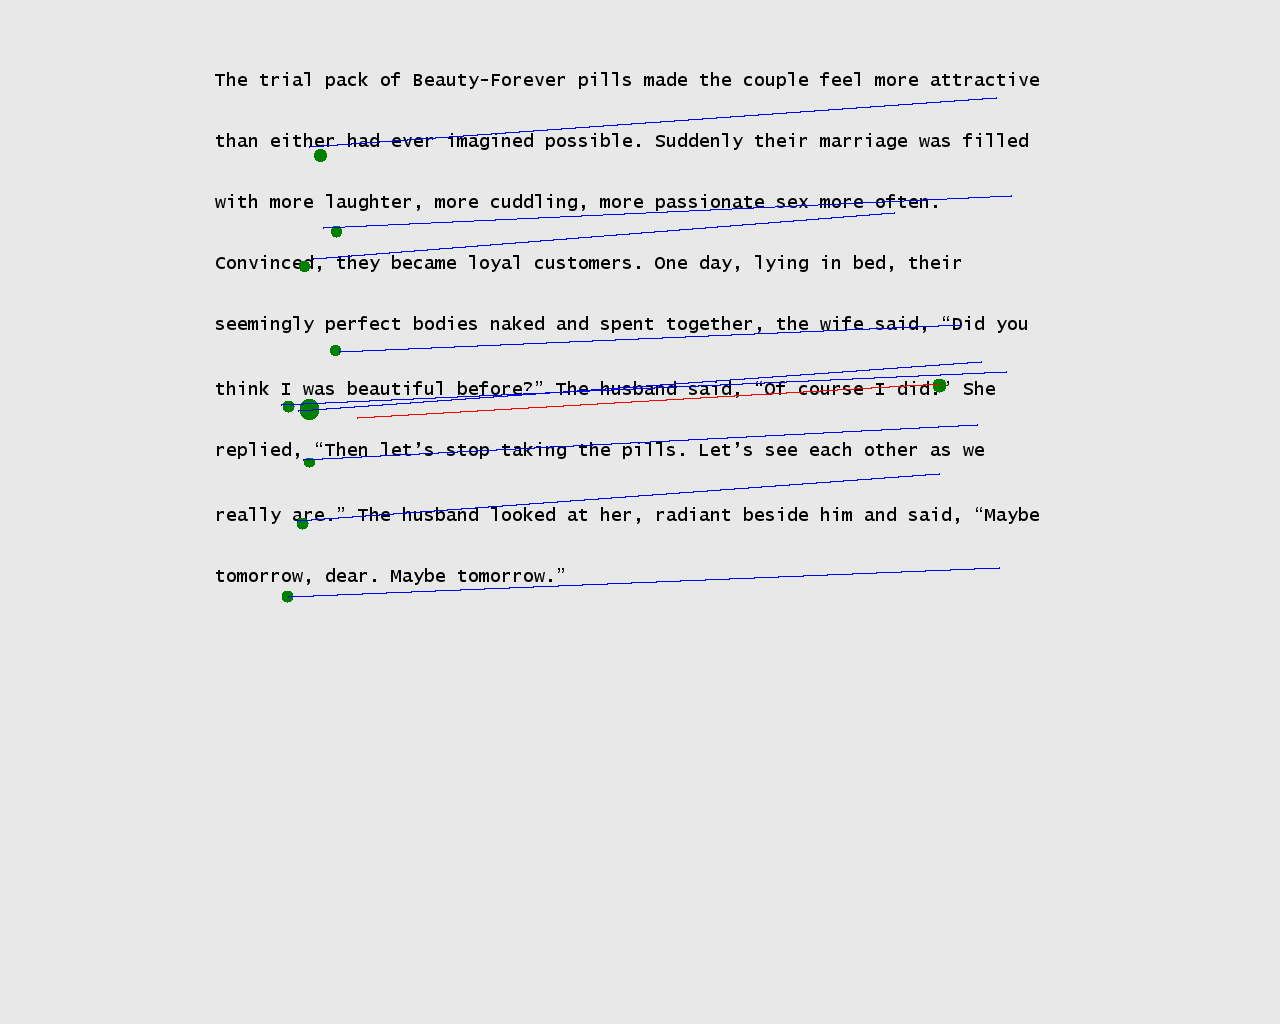 The trial pack of Beauty-Forever pills made the couple feel more attractive
than either had ever imagined possible. Suddenly their marriage was filled
with more laughter, more cuddling, more passionate sex more often.
Convinced, they became loyal customers. One day, lying in bed, their
seemingly perfect bodies naked and spent together, the wife said, “Did you
think I was beautiful before?” The husband said, “Of course I did.” She
replied, “Then let’s stop taking the pills. Let’s see each other as we
really are.” The husband looked at her, radiant beside him and said, “Maybe
tomorrow, dear. Maybe tomorrow.”